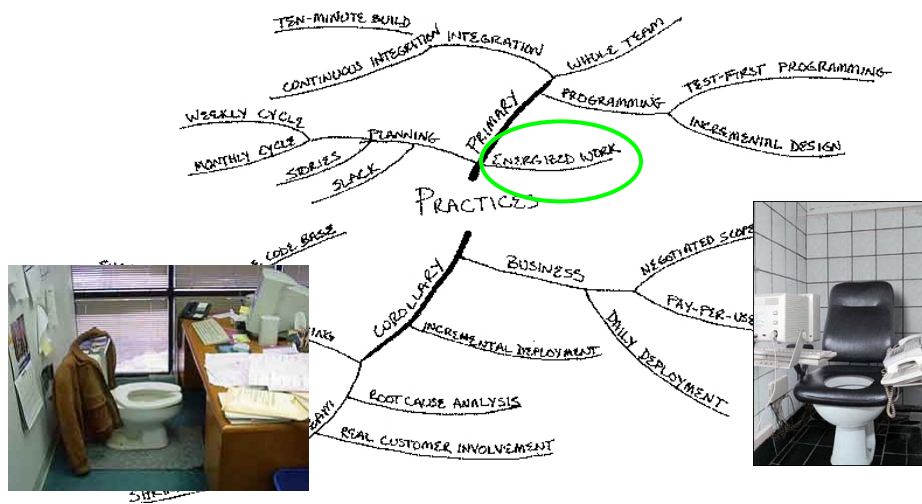 TEN-MINUTE BUILD
CONTINUOUS INTEGRATION
INTEGRATION
WHOLE TEAM
PRIMARY
PROGRAMMING
TEST-FIRST PROGRAMMING
INCREMENTAL DESIGN
WEEKLY CYCLE
MONTHLY CYCLE
PLANNING
STORIES
SLACK
ENERGIZED WORK
PRACTICES
CODE BASE
COROLLARY
BUSINESS
NEGOTIATED SCOPE
PAY-PER-USE
DAILY DEPLOYMENT
INCREMENTAL DEPLOYMENT
ROOT CAUSE ANALYSIS
REAL CUSTOMER INVOLVEMENT